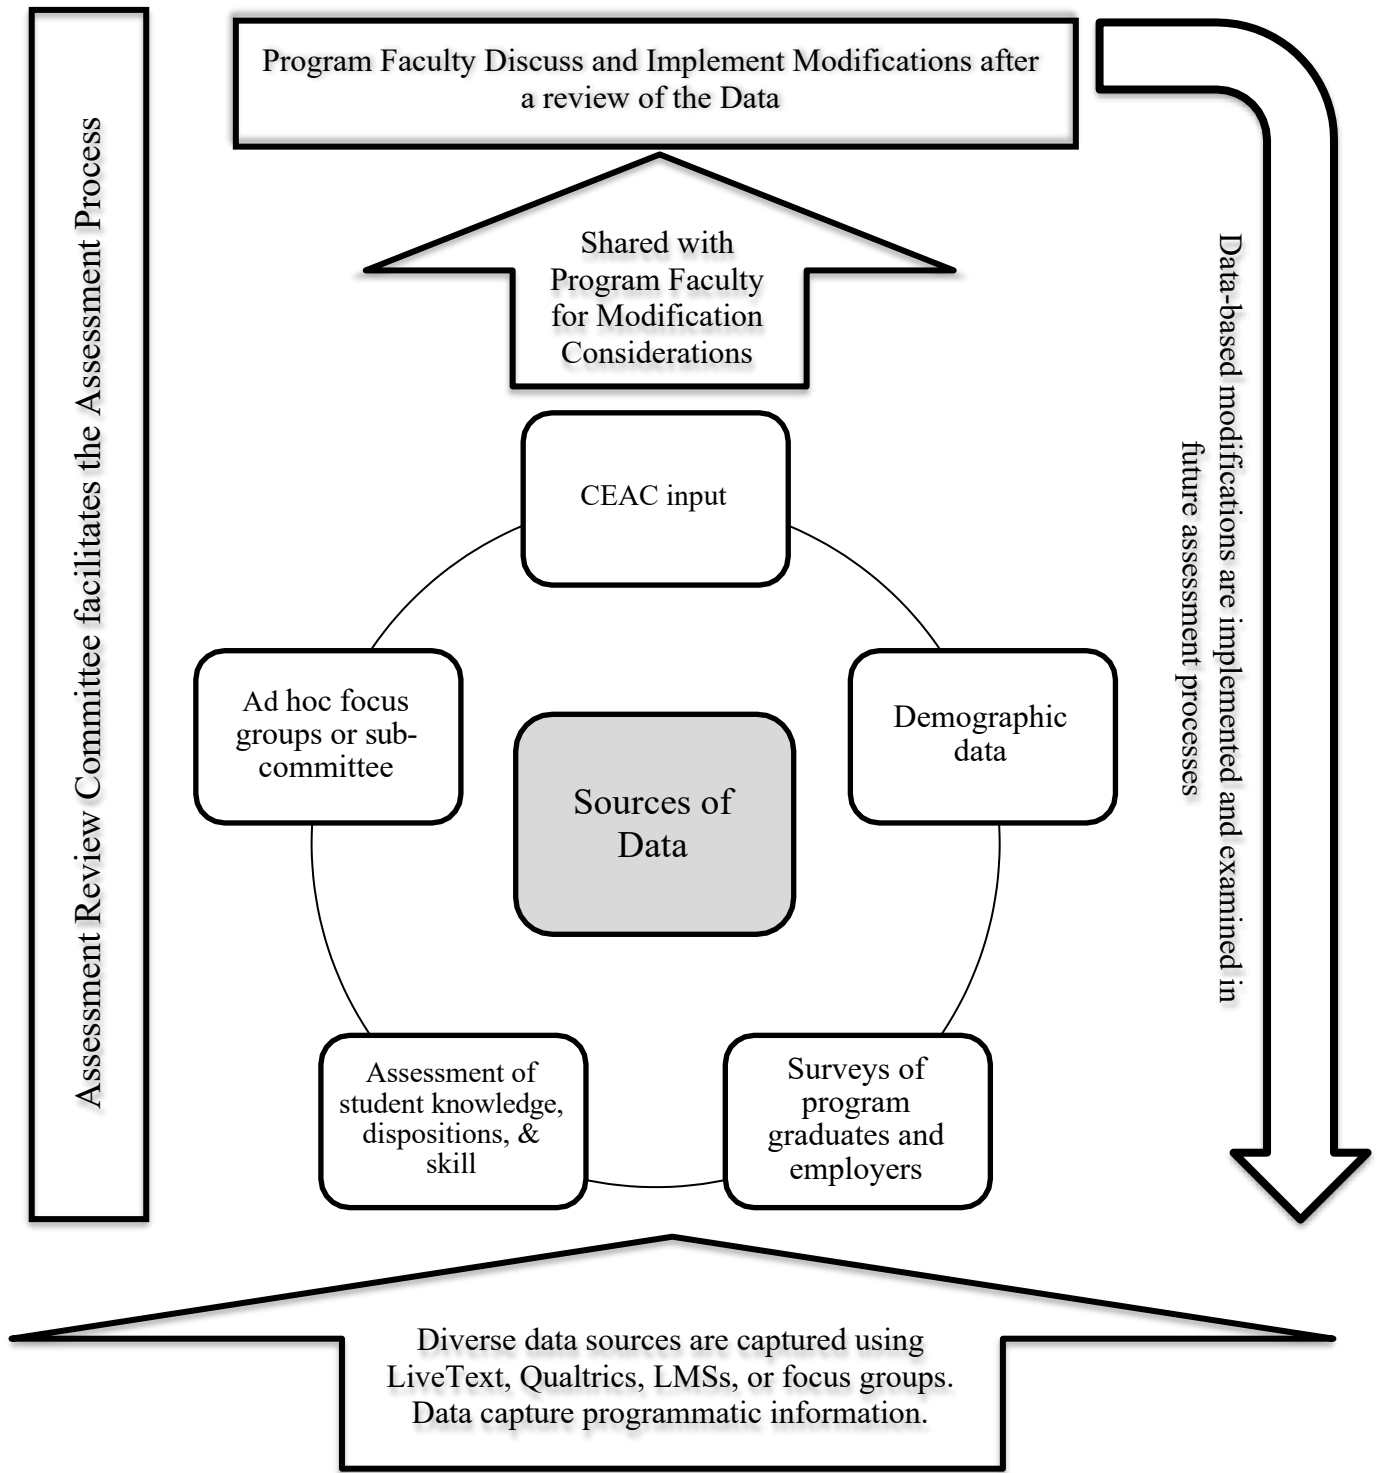 Program Faculty Discuss and Implement Modifications after
a review of the Data
Assessment Review Committee facilitates the Assessment Process
Shared with
Program Faculty
for Modification
Considerations
Data-based modifications are implemented and examined in
future assessment processes
CEAC input
Ad hoc focus
groups or sub-
committee
Demographic
data
Sources of
Data
Assessment of
student knowledge,
dispositions, &
skill
Surveys of
program
graduates and
employers
Diverse data sources are captured using
LiveText, Qualtrics, LMSs, or focus groups.
Data capture programmatic information.